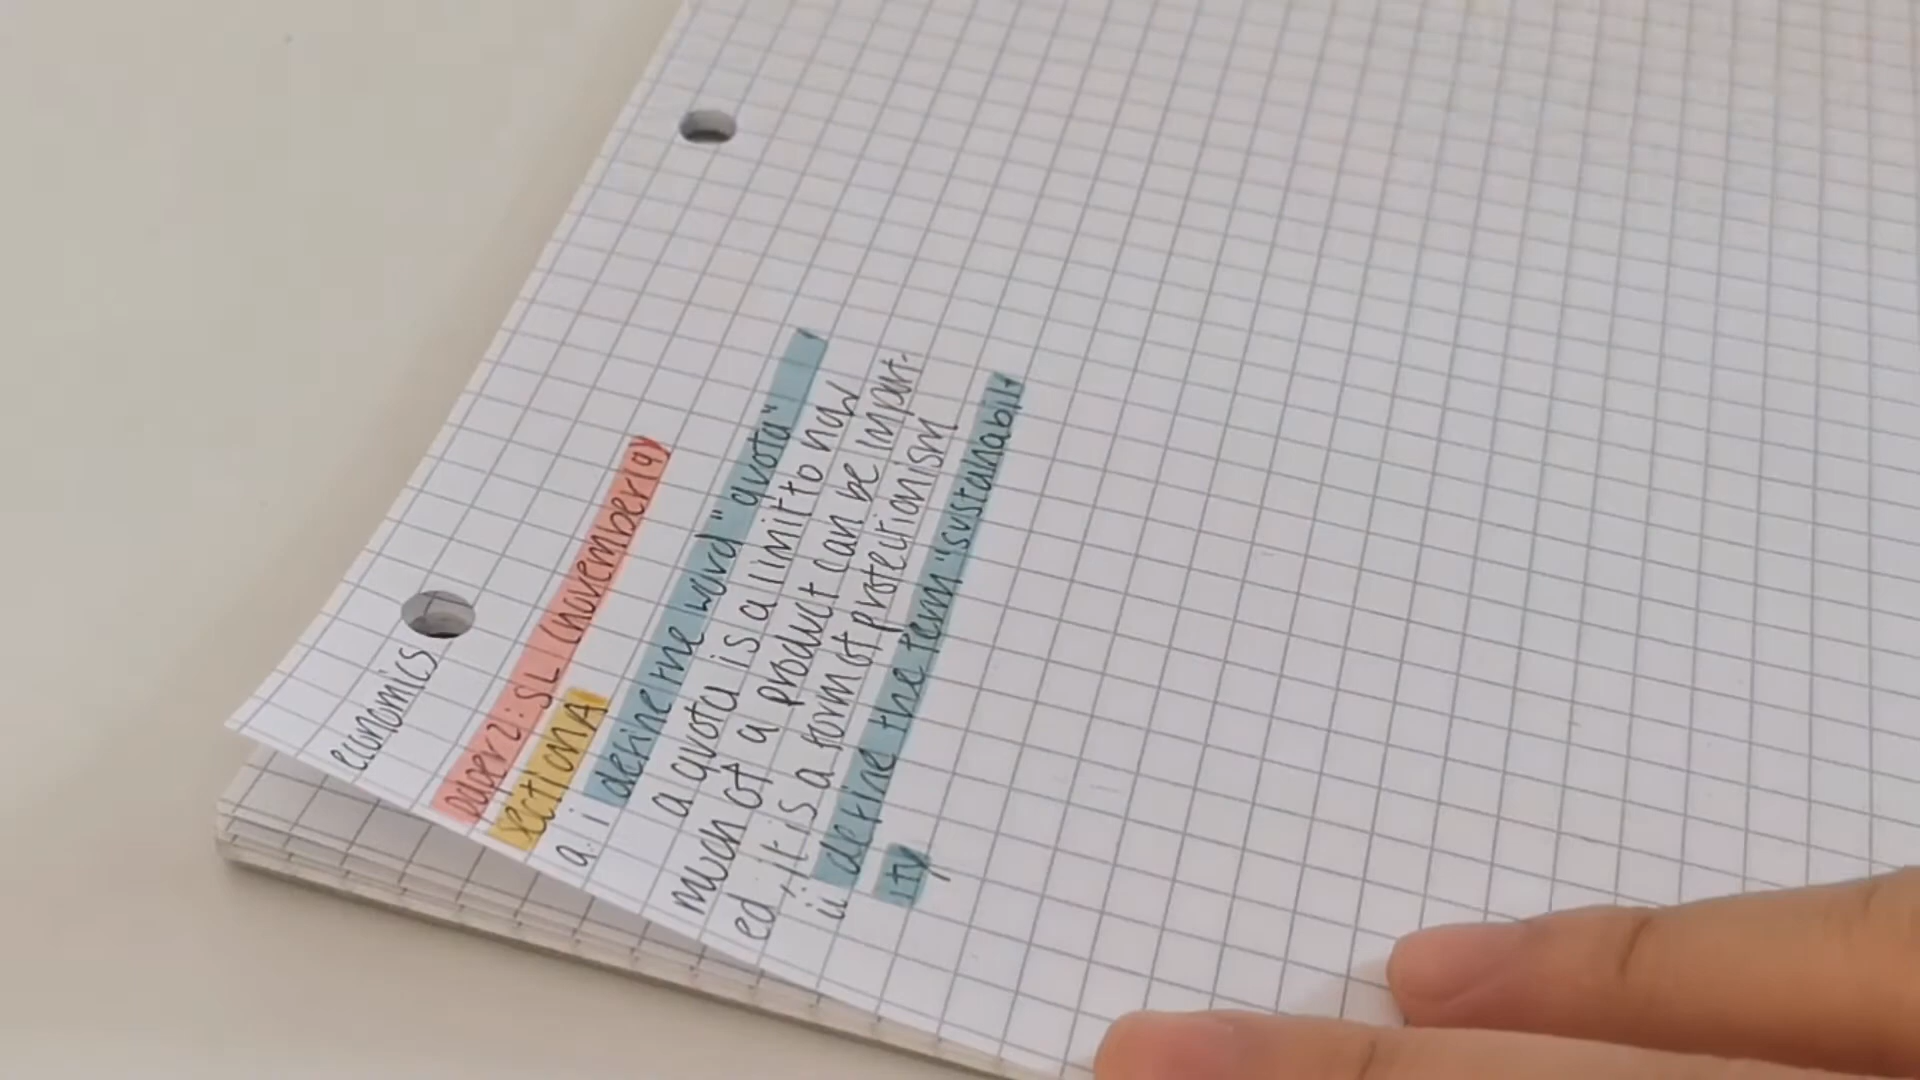 economics
paper 2: SL (november 19)
section A
a. i define the word "quota"
a quota is a limit to how
much of a product can be import-
ed, it is a form of protectionism
ii define the term "sustainabil
ity